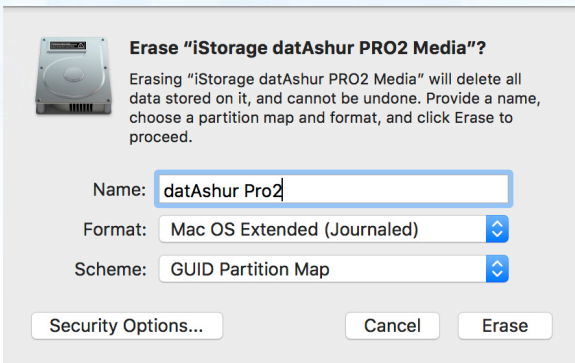 Erase “iStorage datAshur PRO2 Media”?
Erasing “iStorage datAshur PRO2 Media” will delete all
data stored on it, and cannot be undone. Provide a name,
choose a partition map and format, and click Erase to
proceed.
Name: datAshur Pro2
Format: Mac OS Extended (Journaled)
Scheme: GUID Partition Map
Security Options... Cancel Erase